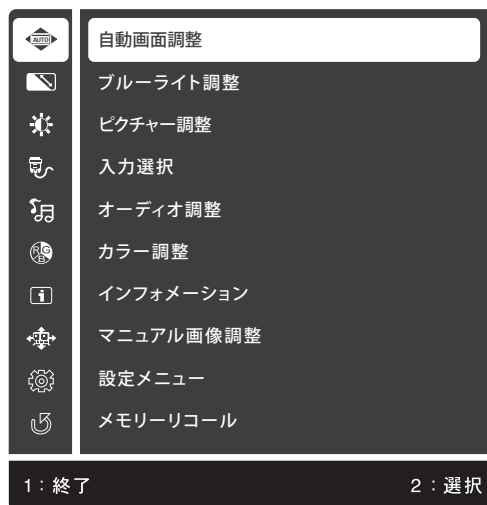 AUTO 自動画面調整
ブルーライト調整
ピクチャー調整
入力選択
オーディオ調整
RGB カラー調整
i インフォメーション
マニュアル画像調整
設定メニュー
メモリーリコール
1：終了 2：選択